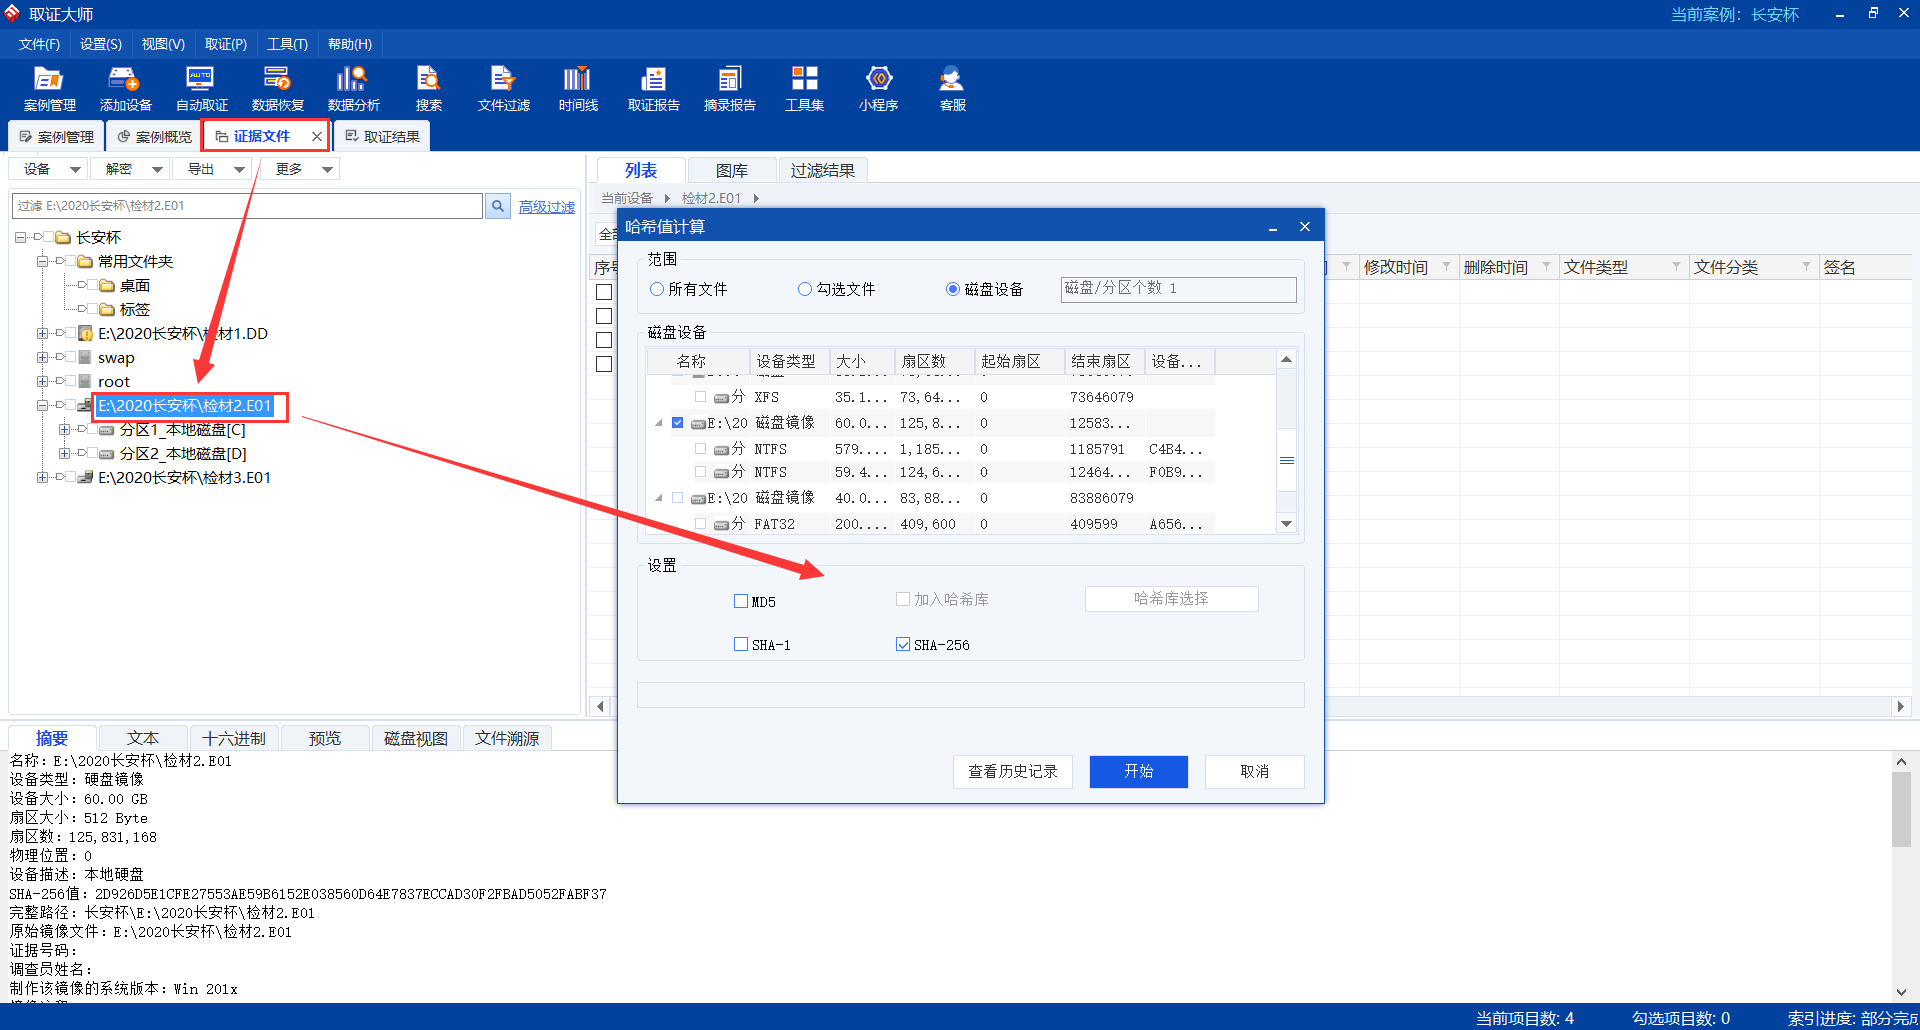 取证大师
当前案例：长安杯
文件(F) 设置(S) 视图(V) 取证(P) 工具(T) 帮助(H)
案例管理 添加设备 自动取证 数据恢复 数据分析 搜索 文件过滤 时间线 取证报告 摘录报告 工具集 小程序 客服
案例管理 案例概览 证据文件 取证结果
设备 解密 导出 更多
过滤 E:\2020长安杯\检材2.E01
高级过滤
长安杯
常用文件夹
桌面
标签
E:\2020长安杯\检材1.DD
swap
root
E:\2020长安杯\检材2.E01
分区1_本地磁盘[C]
分区2_本地磁盘[D]
E:\2020长安杯\检材3.E01
列表 图库 过滤结果
当前设备 检材2.E01
序号 修改时间 删除时间 文件类型 文件分类 签名
哈希值计算
范围
所有文件 勾选文件 磁盘设备 磁盘/分区个数 1
磁盘设备
名称 设备类型 大小 扇区数 起始扇区 结束扇区 设备...
分 XFS 35.1... 73,64... 0 73646079
E:\20 磁盘镜像 60.0... 125,8... 0 12583...
分 NTFS 579.... 1,185... 0 1185791 C4B4...
分 NTFS 59.4... 124,6... 0 12464... F0B9...
E:\20 磁盘镜像 40.0... 83,88... 0 83886079
分 FAT32 200.... 409,600 0 409599 A656...
设置
MD5 加入哈希库 哈希库选择
SHA-1 SHA-256
查看历史记录 开始 取消
摘要 文本 十六进制 预览 磁盘视图 文件溯源
名称：E:\2020长安杯\检材2.E01
设备类型：硬盘镜像
设备大小：60.00 GB
扇区大小：512 Byte
扇区数：125,831,168
物理位置：0
设备描述：本地硬盘
SHA-256值：2D926D5E1CFE27553AE59B6152E038560D64E7837ECCAD30F2FBAD5052FABF37
完整路径：长安杯\E:\2020长安杯\检材2.E01
原始镜像文件：E:\2020长安杯\检材2.E01
证据号码：
调查员姓名：
制作该镜像的系统版本：Win 201x
当前项目数: 4 勾选项目数: 0 索引进度: 部分完成